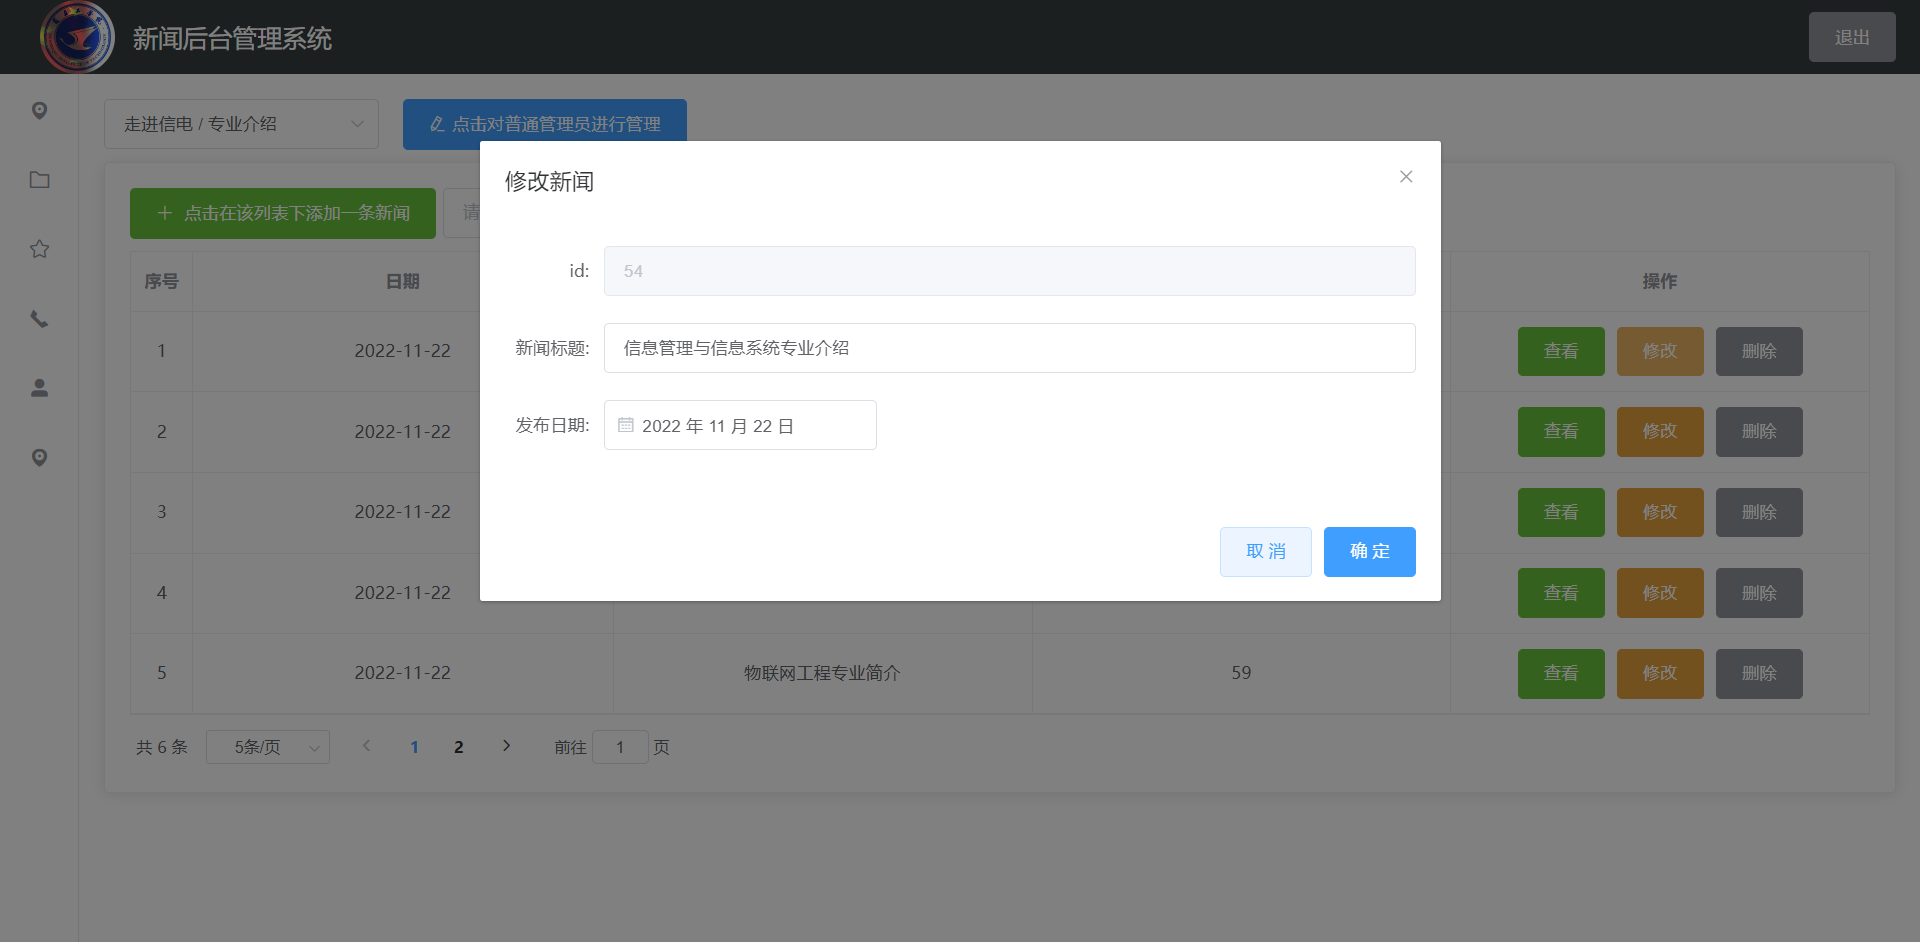 新闻后台管理系统
退出
走进信电 / 专业介绍
点击对普通管理员进行管理
修改新闻
点击在该列表下添加一条新闻
请
id:
54
新闻标题:
信息管理与信息系统专业介绍
发布日期:
2022 年 11 月 22 日
取 消
确 定
序号 日期 操作
1 2022-11-22 查看 修改 删除
2 2022-11-22 查看 修改 删除
3 2022-11-22 查看 修改 删除
4 2022-11-22 查看 修改 删除
5 2022-11-22 物联网工程专业简介 59 查看 修改 删除
共 6 条 5条/页 1 2 前往 1 页